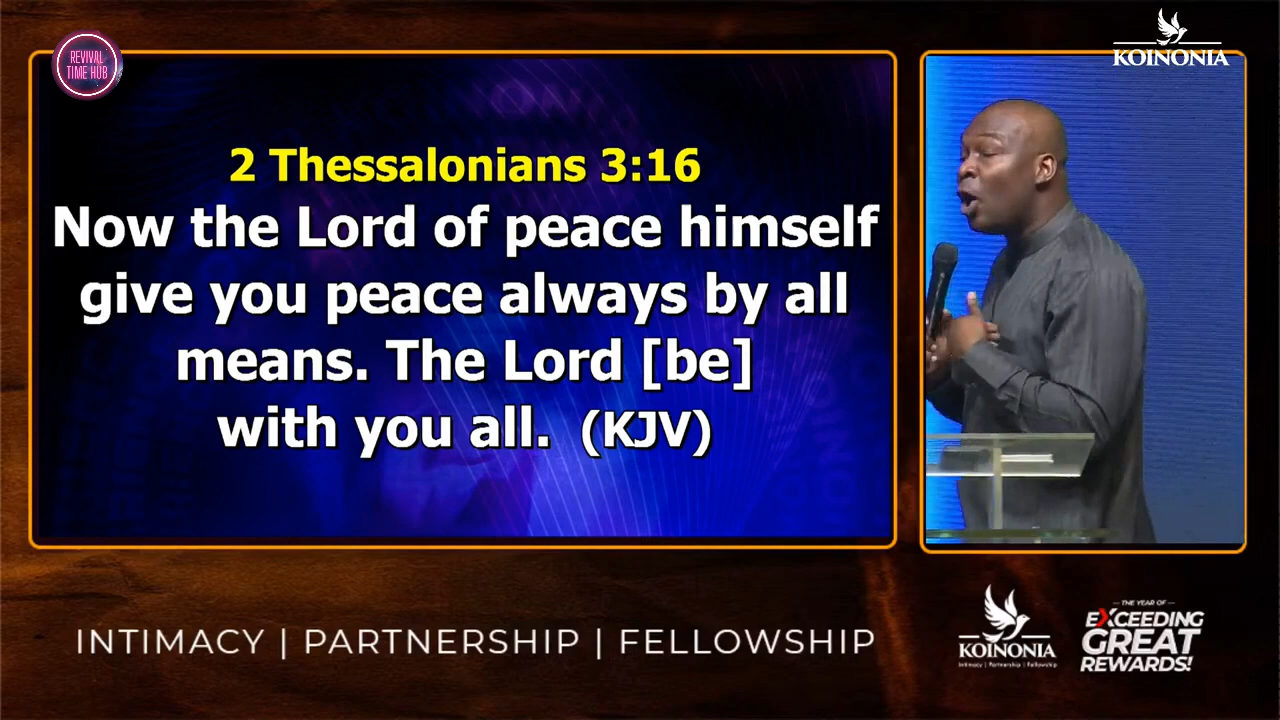 REVIVAL
TIME HUB
KOINONIA
2 Thessalonians 3:16
Now the Lord of peace himself
give you peace always by all
means. The Lord [be]
with you all. (KJV)
INTIMACY | PARTNERSHIP | FELLOWSHIP
KOINONIA
Intimacy | Partnership | Fellowship
THE YEAR OF
EXCEEDING
GREAT
REWARDS!